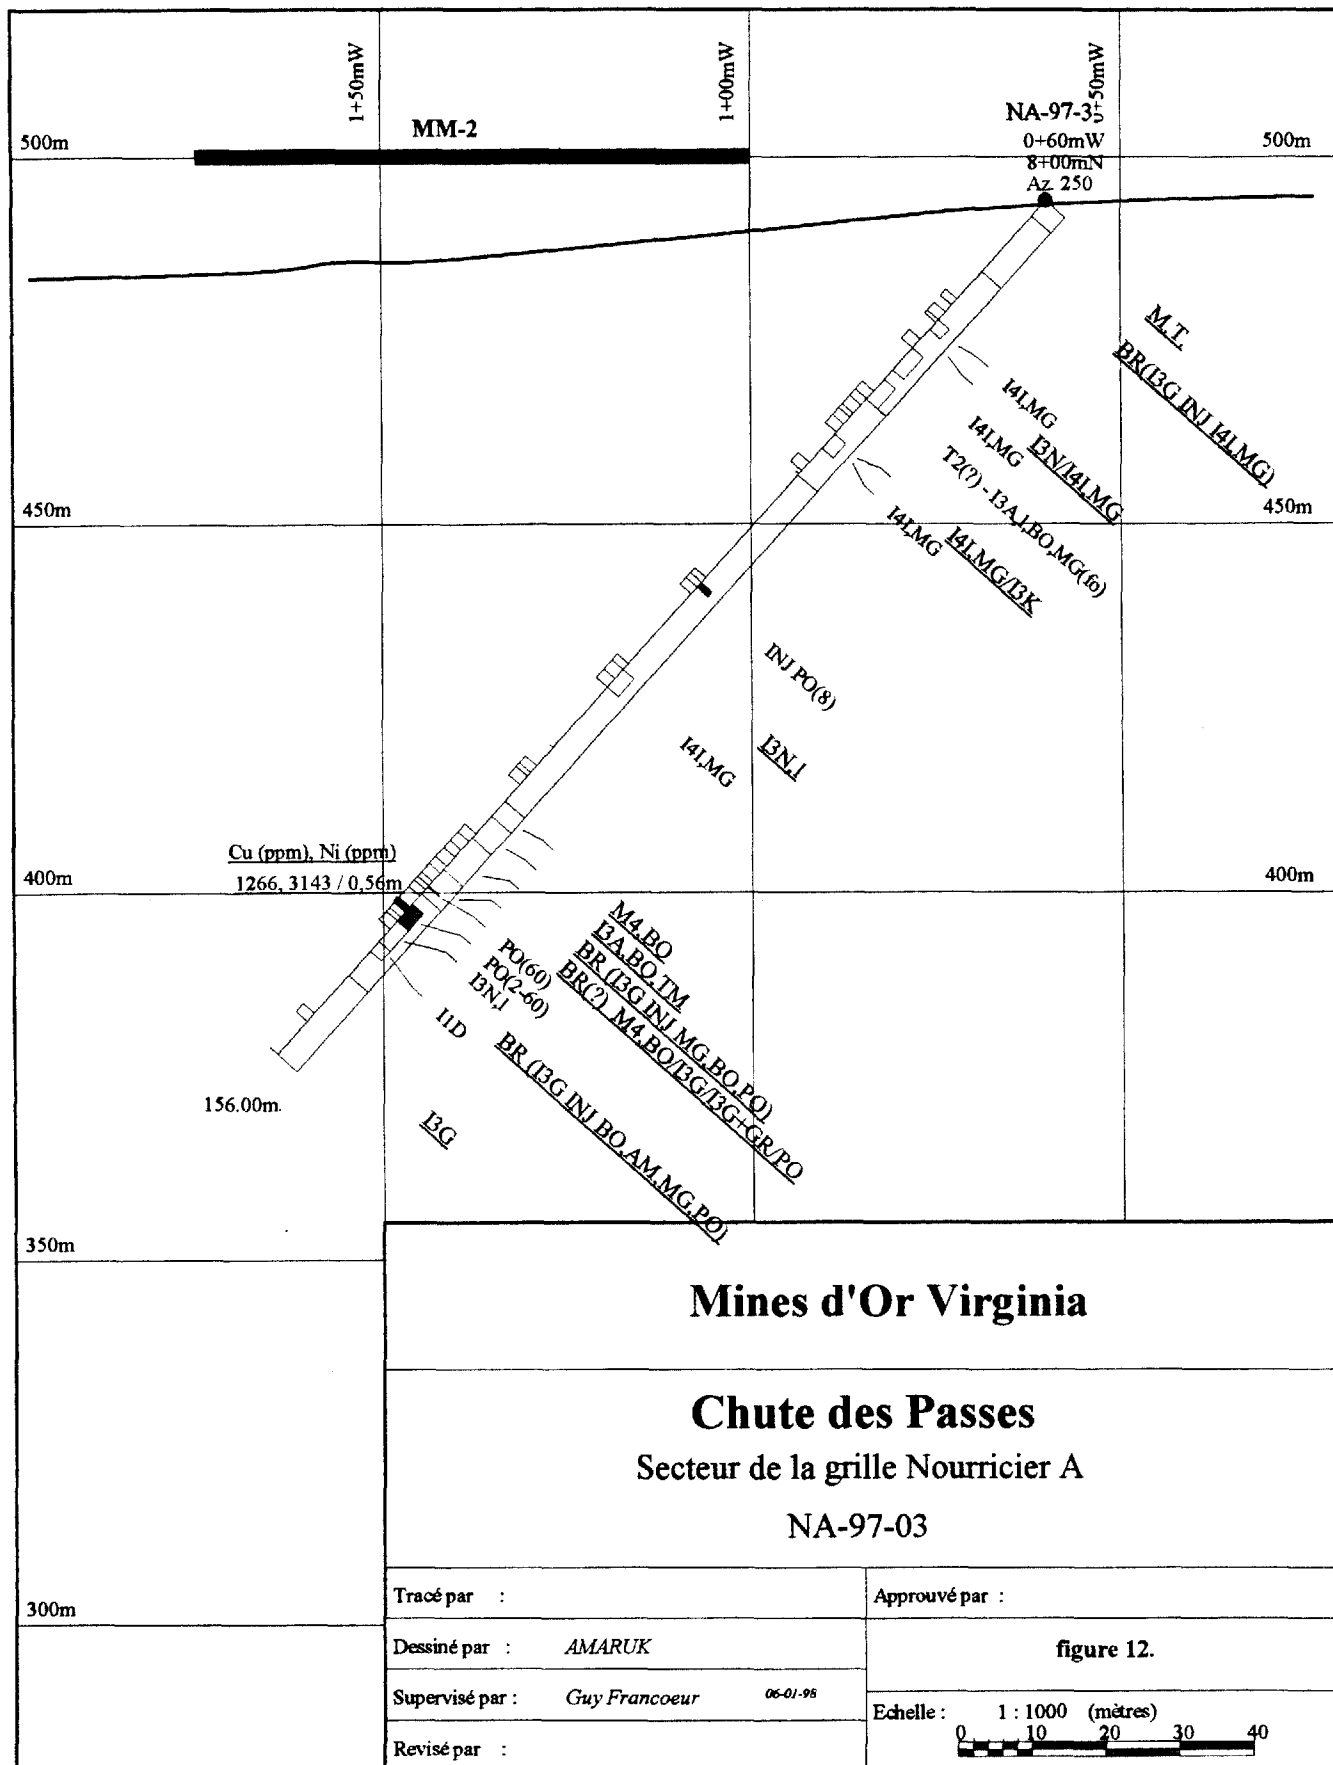 1+50mW
1+00mW
0+50mW
MM-2
NA-97-3
0+60mW
8+00mN
Az. 250
500m
500m
M.T.
BR(I3G INJ I4I,MG)
I4I,MG
I4I,MG
I3N/I4I,MG
T2(?) - I3A,l,BO,MG(fo)
450m
450m
I4I,MG
I4I,MG/I3K
INJ PO(8)
I4I,MG
I3N,l
Cu (ppm), Ni (ppm)
1266, 3143 / 0,56m
400m
400m
M4,BO
I3A,BO,TM
BR (I3G INJ MG,BO,PO)
BR(?) M4,BO/I3G/I3G+GR/PO
PO(60)
PO(2-60)
I3N,l
I1D
BR (I3G INJ BO,AM,MG,PO)
I3G
156.00m.
350m
300m
Mines d'Or Virginia
Chute des Passes
Secteur de la grille Nourricier A
NA-97-03
Tracé par :
Approuvé par :
Dessiné par : AMARUK
figure 12.
Supervisé par : Guy Francoeur 06-01-98
Echelle : 1 : 1000 (mètres)
0 10 20 30 40
Revisé par :